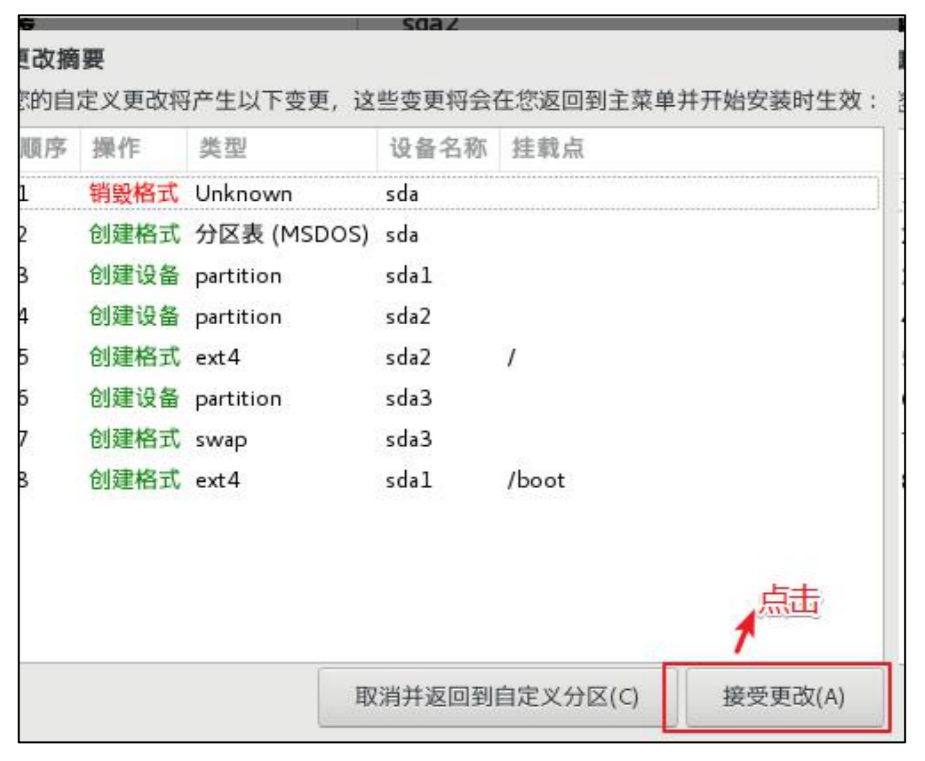 sda2
更改摘要
您的自定义更改将产生以下变更，这些变更将会在您返回到主菜单并开始安装时生效：
顺序 操作 类型 设备名称 挂载点
1 销毁格式 Unknown sda
2 创建格式 分区表 (MSDOS) sda
3 创建设备 partition sda1
4 创建设备 partition sda2
5 创建格式 ext4 sda2 /
6 创建设备 partition sda3
7 创建格式 swap sda3
8 创建格式 ext4 sda1 /boot
点击
取消并返回到自定义分区(C) 接受更改(A)